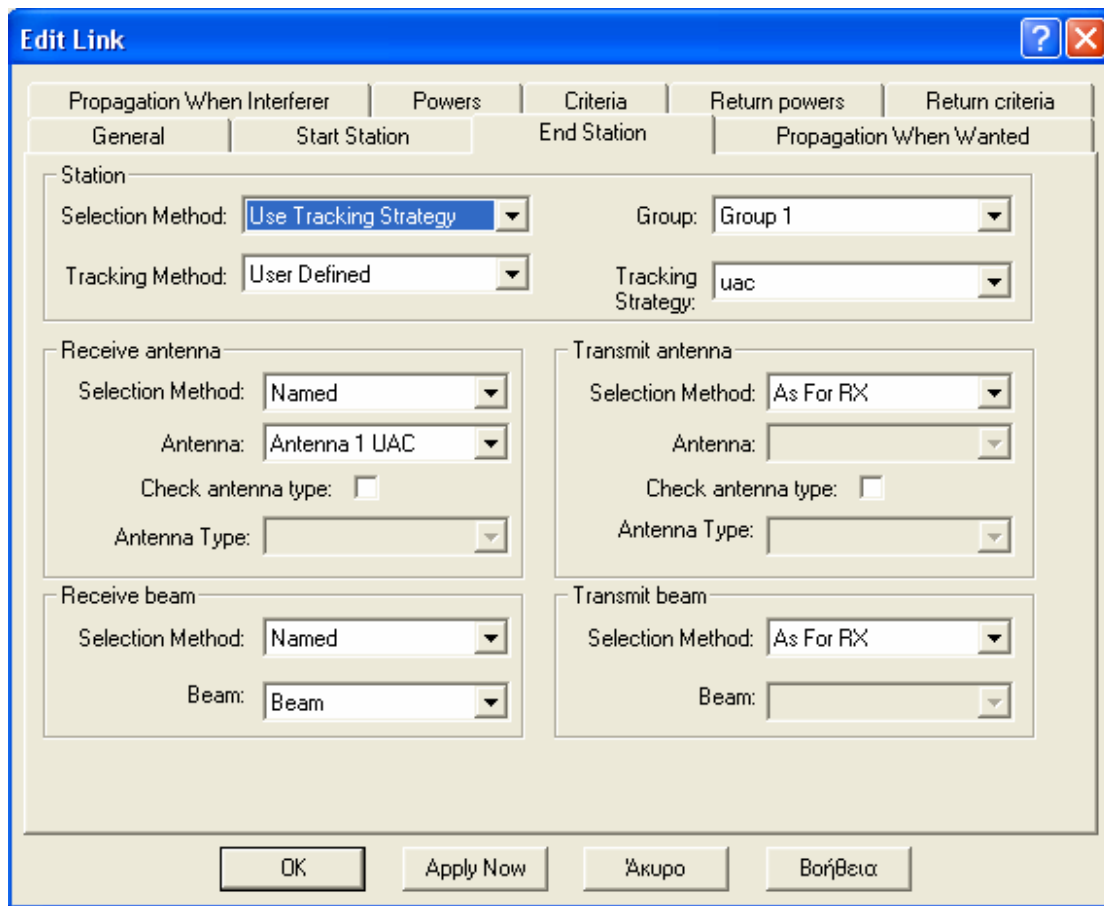 Edit Link
Propagation When Interferer Powers Criteria Return powers Return criteria
General Start Station End Station Propagation When Wanted
Station
Selection Method: Use Tracking Strategy Group: Group 1
Tracking Method: User Defined Tracking Strategy: uac
Receive antenna Transmit antenna
Selection Method: Named Selection Method: As For RX
Antenna: Antenna 1 UAC Antenna:
Check antenna type: Check antenna type:
Antenna Type: Antenna Type:
Receive beam Transmit beam
Selection Method: Named Selection Method: As For RX
Beam: Beam Beam:
OK Apply Now Άκυρο Βοήθεια